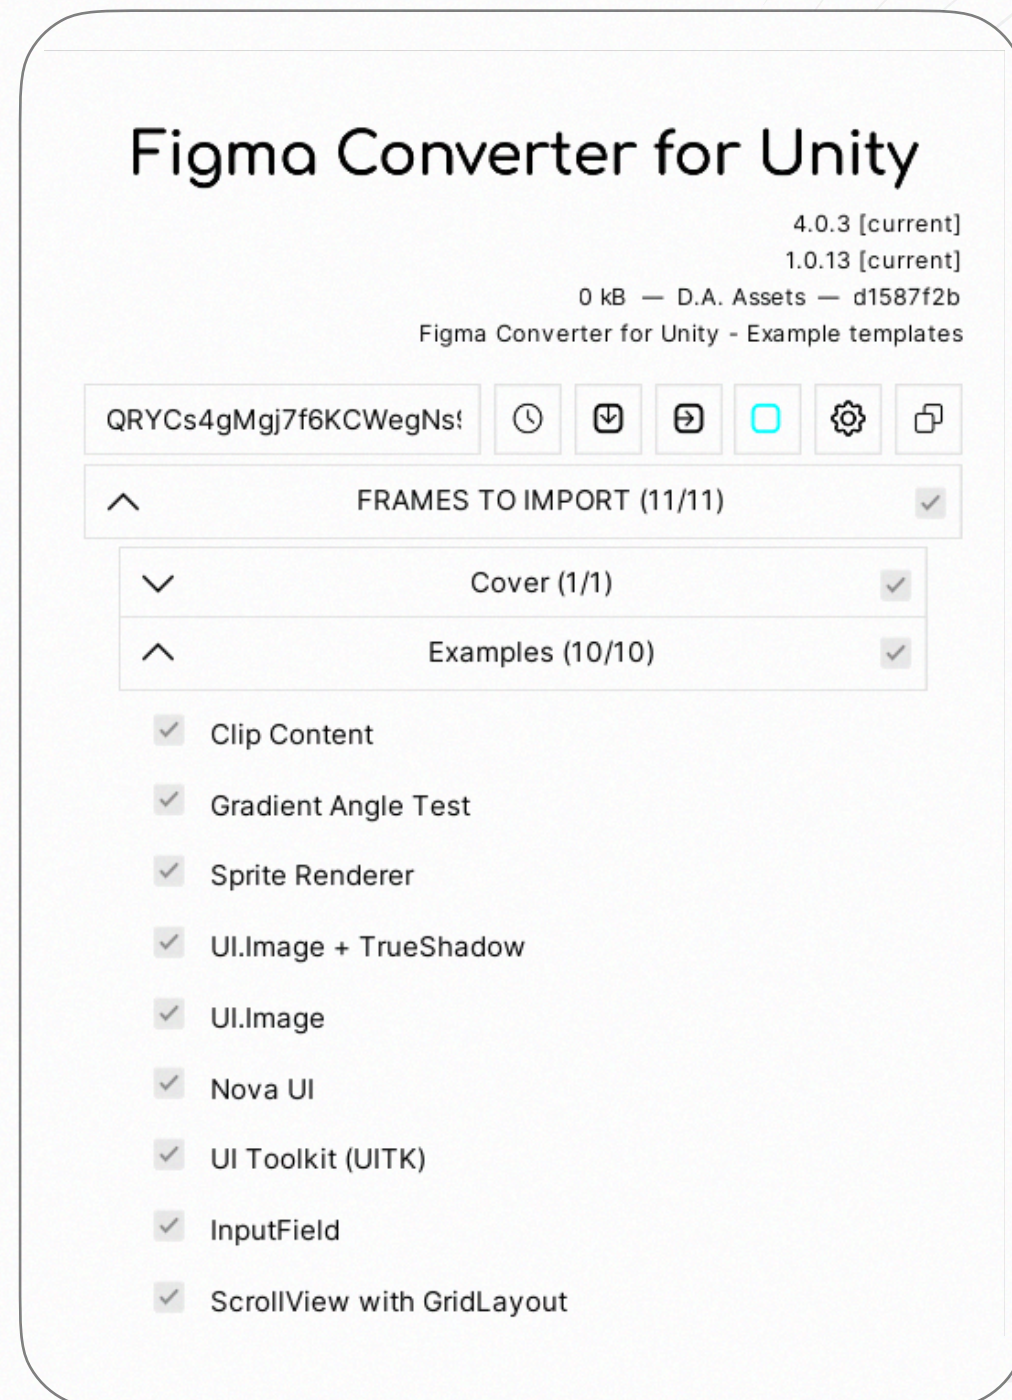 Figma Converter for Unity
4.0.3 [current]
1.0.13 [current]
0 kB — D.A. Assets — d1587f2b
Figma Converter for Unity - Example templates
QRYCs4gMgj7f6KCWegNs
FRAMES TO IMPORT (11/11)
Cover (1/1)
Examples (10/10)
Clip Content
Gradient Angle Test
Sprite Renderer
UI.Image + TrueShadow
UI.Image
Nova UI
UI Toolkit (UITK)
InputField
ScrollView with GridLayout